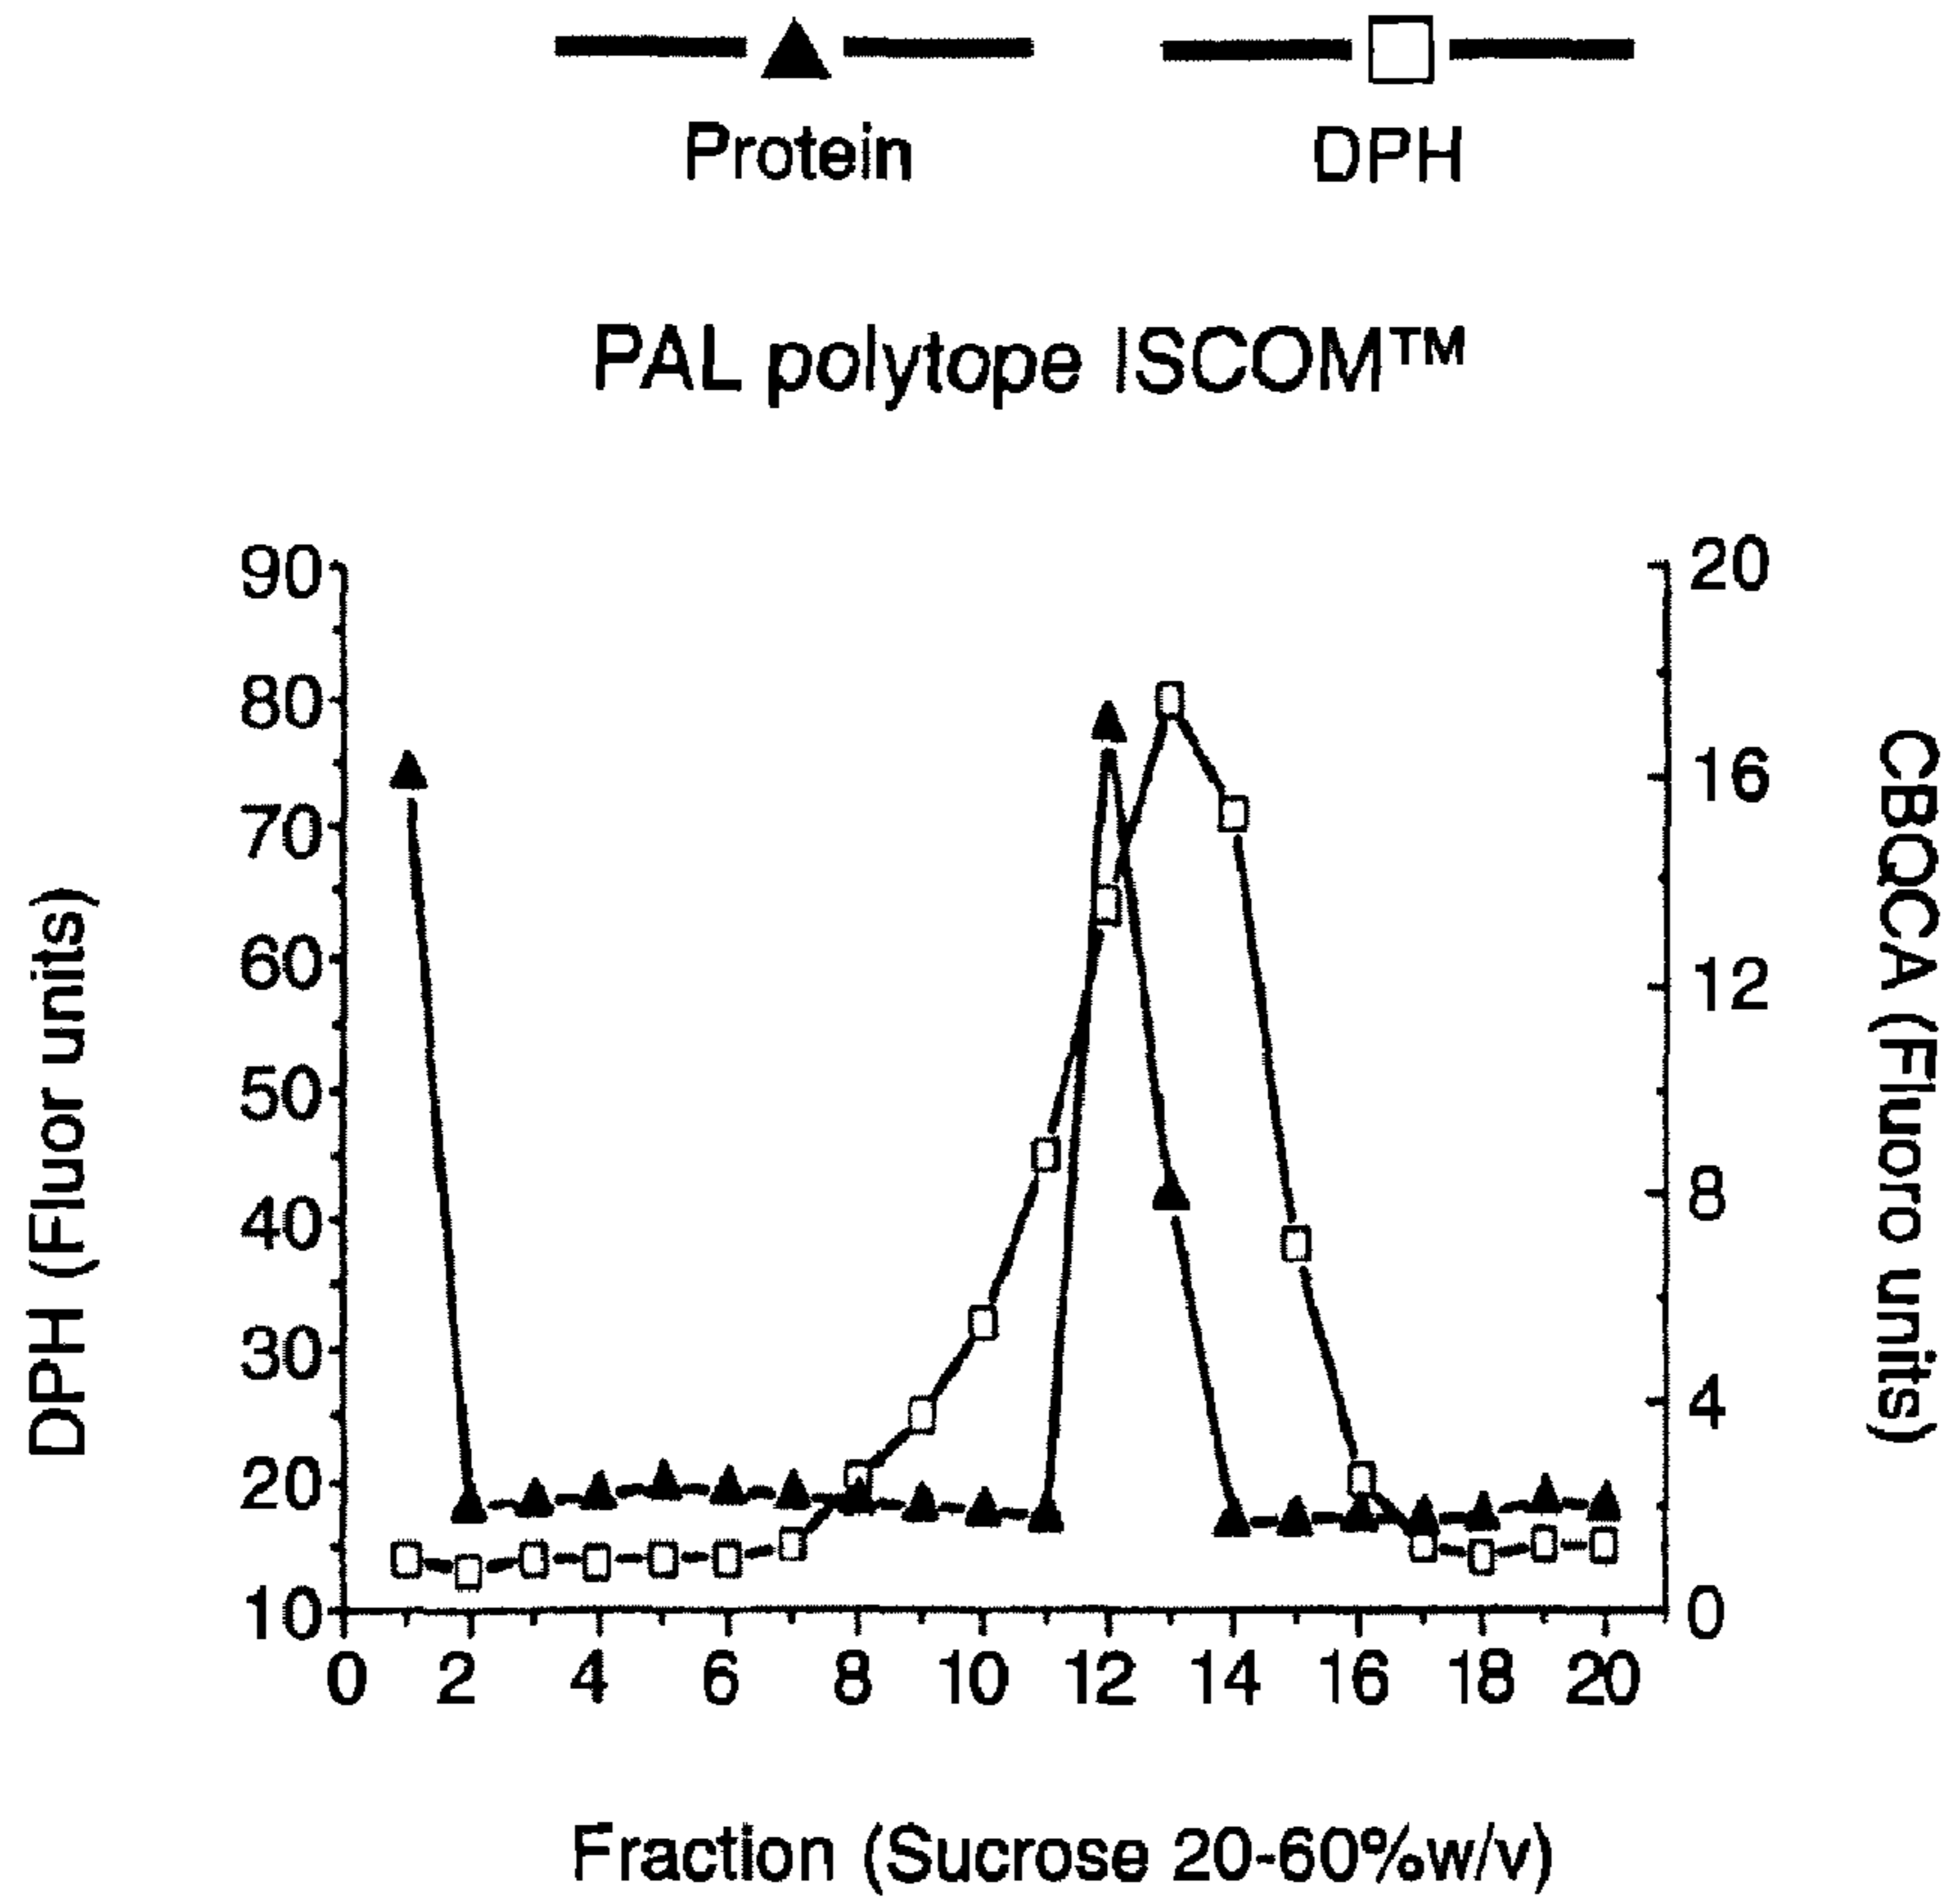 Protein DPH
PAL polytope ISCOM™
90
80
70
60
50
40
30
20
10
DPH (Fluor units)
20
16
12
8
4
0
CBQCA (Fluoro units)
0 2 4 6 8 10 12 14 16 18 20
Fraction (Sucrose 20-60%w/v)